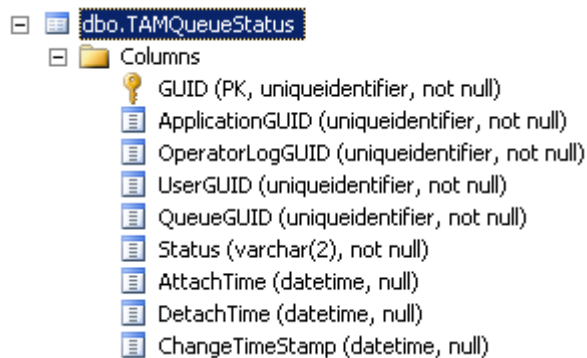 dbo.TAMQueueStatus
Columns
GUID (PK, uniqueidentifier, not null)
ApplicationGUID (uniqueidentifier, not null)
OperatorLogGUID (uniqueidentifier, not null)
UserGUID (uniqueidentifier, not null)
QueueGUID (uniqueidentifier, not null)
Status (varchar(2), not null)
AttachTime (datetime, null)
DetachTime (datetime, null)
ChangeTimeStamp (datetime, null)